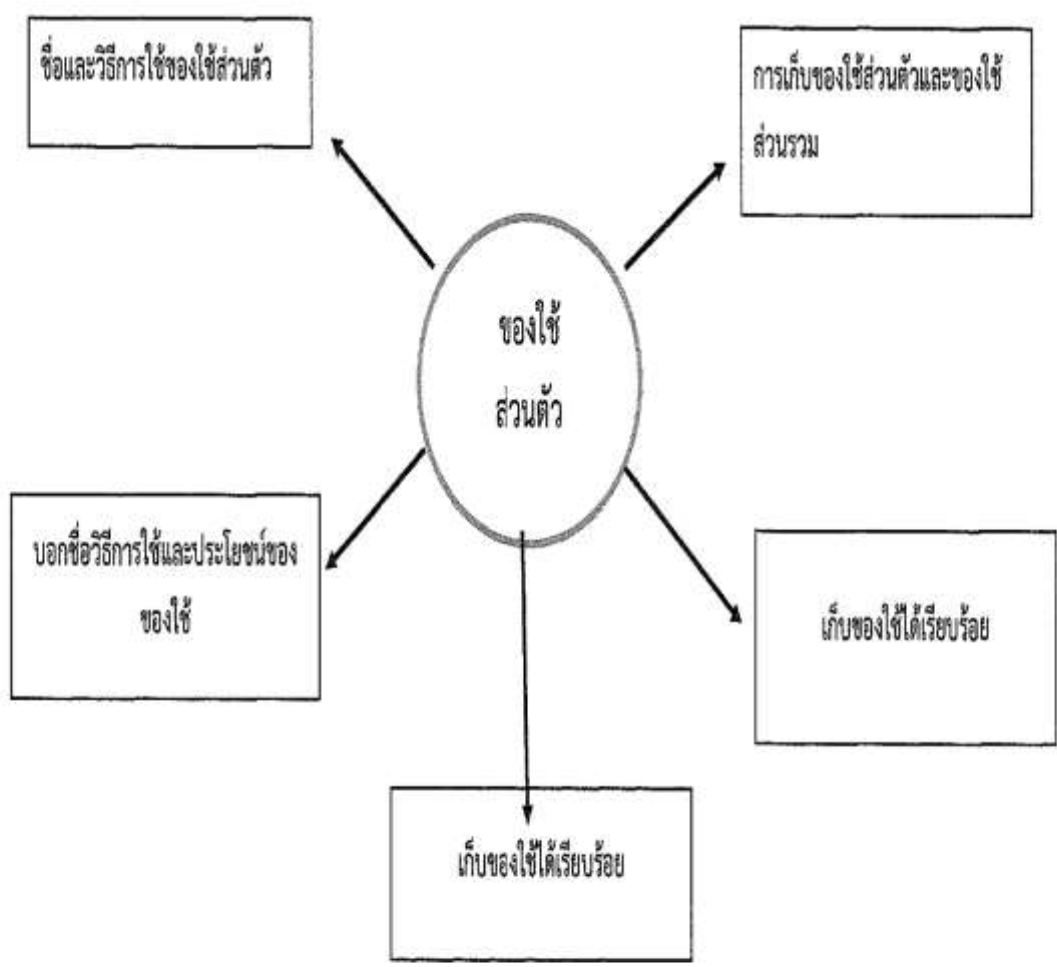 ชื่อและวิธีการใช้ของใช้ส่วนตัว
การเก็บของใช้ส่วนตัวและของใช้
ส่วนรวม
ของใช้
ส่วนตัว
บอกชื่อวิธีการใช้และประโยชน์ของ
ของใช้
เก็บของใช้ได้เรียบร้อย
เก็บของใช้ได้เรียบร้อย